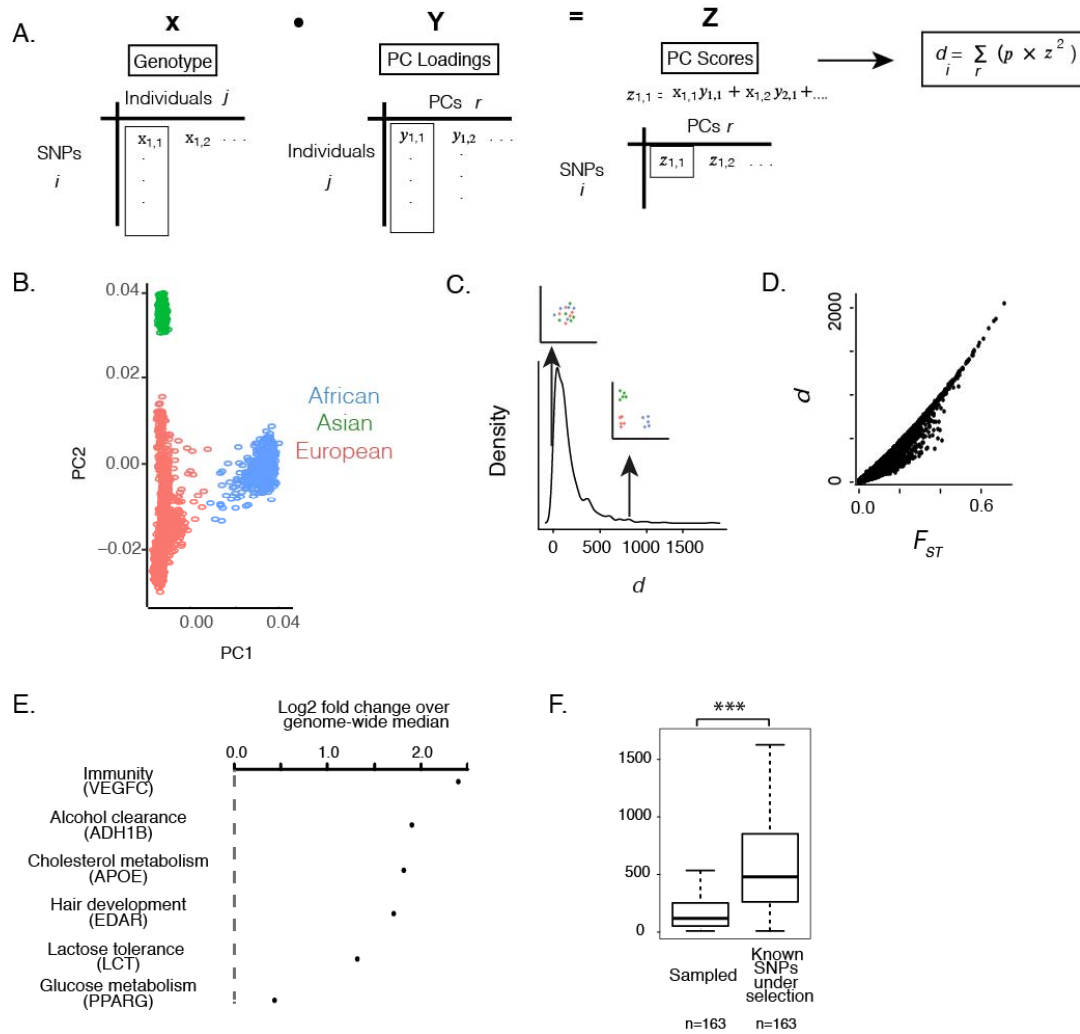 A.
X • Y = Z
Genotype
PC Loadings
PC Scores
d i = Σ r (p × z 2)
z1,1 = x1,1 y1,1 + x1,2 y2,1 +....
Individuals j
PCs r
PCs r
SNPs
i
x1,1 x1,2 . . .
Individuals
j
y1,1 y1,2 . . .
SNPs
i
z1,1 z1,2 . . .
B.
0.04
0.02
0.00
−0.02
PC2
0.00 0.04
PC1
African
Asian
European
C.
Density
0 500 1000 1500
d
D.
2000
0
d
0.0 0.6
FST
E.
Log2 fold change over
genome-wide median
0.0 1.0 2.0
Immunity
(VEGFC)
Alcohol clearance
(ADH1B)
Cholesterol metabolism
(APOE)
Hair development
(EDAR)
Lactose tolerance
(LCT)
Glucose metabolism
(PPARG)
F.
***
1500
1000
500
0
Sampled
Known
SNPs
under
selection
n=163 n=163